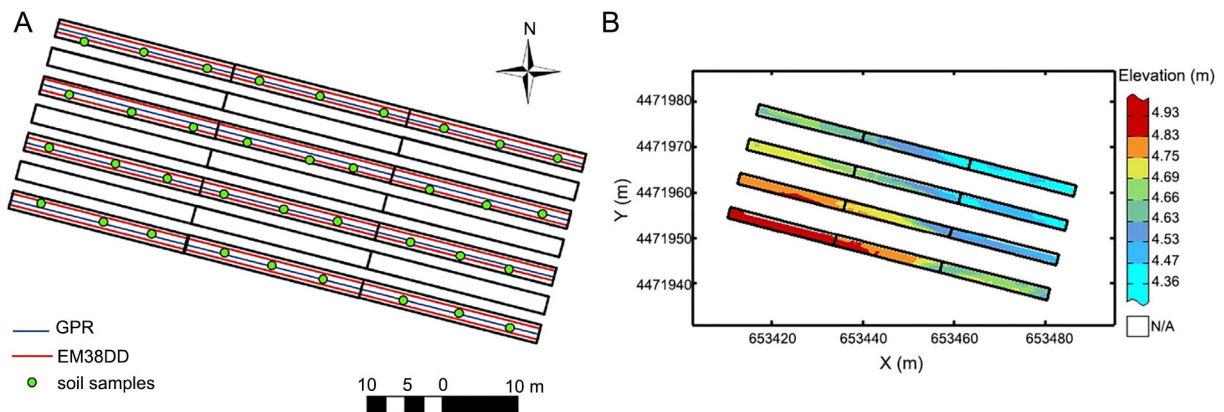 A
N
GPR
EM38DD
soil samples
10 5 0 10 m
B
Elevation (m)
4.93
4.83
4.75
4.69
4.66
4.63
4.53
4.47
4.36
N/A
4471980
4471970
4471960
4471950
4471940
Y (m)
653420 653440 653460 653480
X (m)